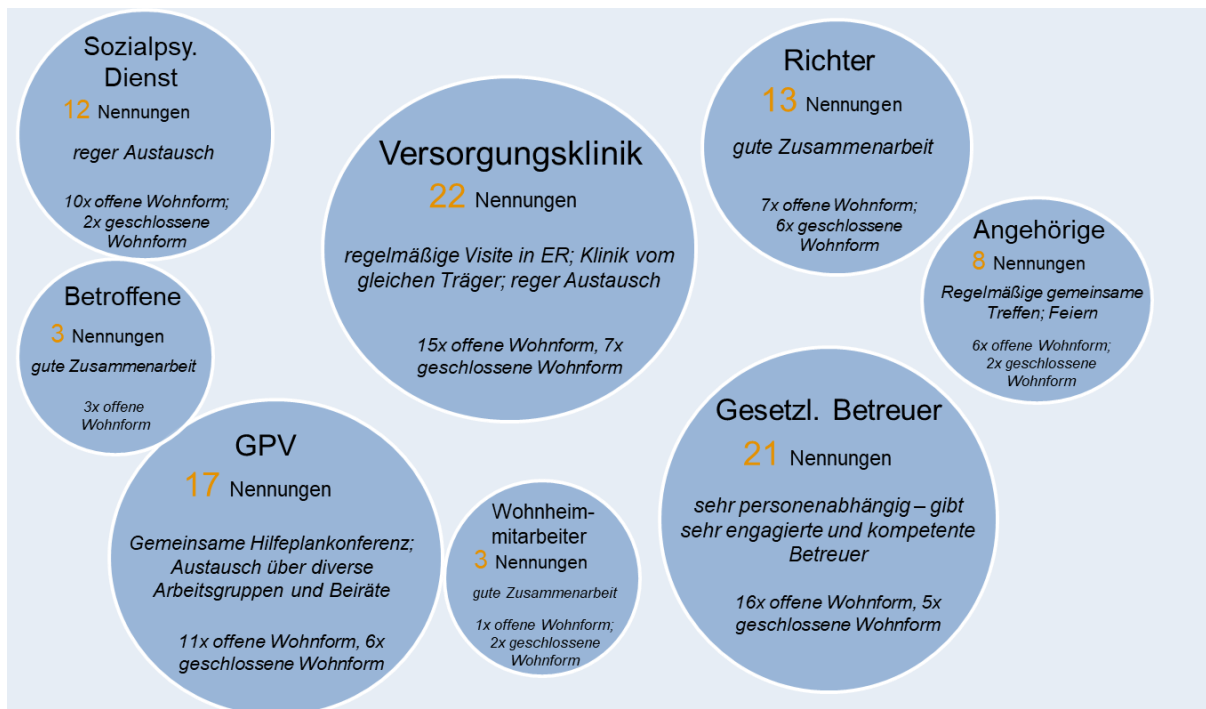 Sozialpsy.
Dienst
12 Nennungen
reger Austausch
10x offene Wohnform;
2x geschlossene
Wohnform
Versorgungsklinik
22 Nennungen
regelmäßige Visite in ER; Klinik vom
gleichen Träger; reger Austausch
15x offene Wohnform, 7x
geschlossene Wohnform
Richter
13 Nennungen
gute Zusammenarbeit
7x offene Wohnform;
6x geschlossene
Wohnform
Angehörige
8 Nennungen
Regelmäßige gemeinsame
Treffen; Feiern
6x offene Wohnform;
2x geschlossene
Wohnform
Betroffene
3 Nennungen
gute Zusammenarbeit
3x offene
Wohnform
GPV
17 Nennungen
Gemeinsame Hilfeplankonferenz;
Austausch über diverse
Arbeitsgruppen und Beiräte
11x offene Wohnform, 6x
geschlossene Wohnform
Wohnheim-
mitarbeiter
3 Nennungen
gute Zusammenarbeit
1x offene Wohnform;
2x geschlossene
Wohnform
Gesetzl. Betreuer
21 Nennungen
sehr personenabhängig – gibt
sehr engagierte und kompetente
Betreuer
16x offene Wohnform, 5x
geschlossene Wohnform